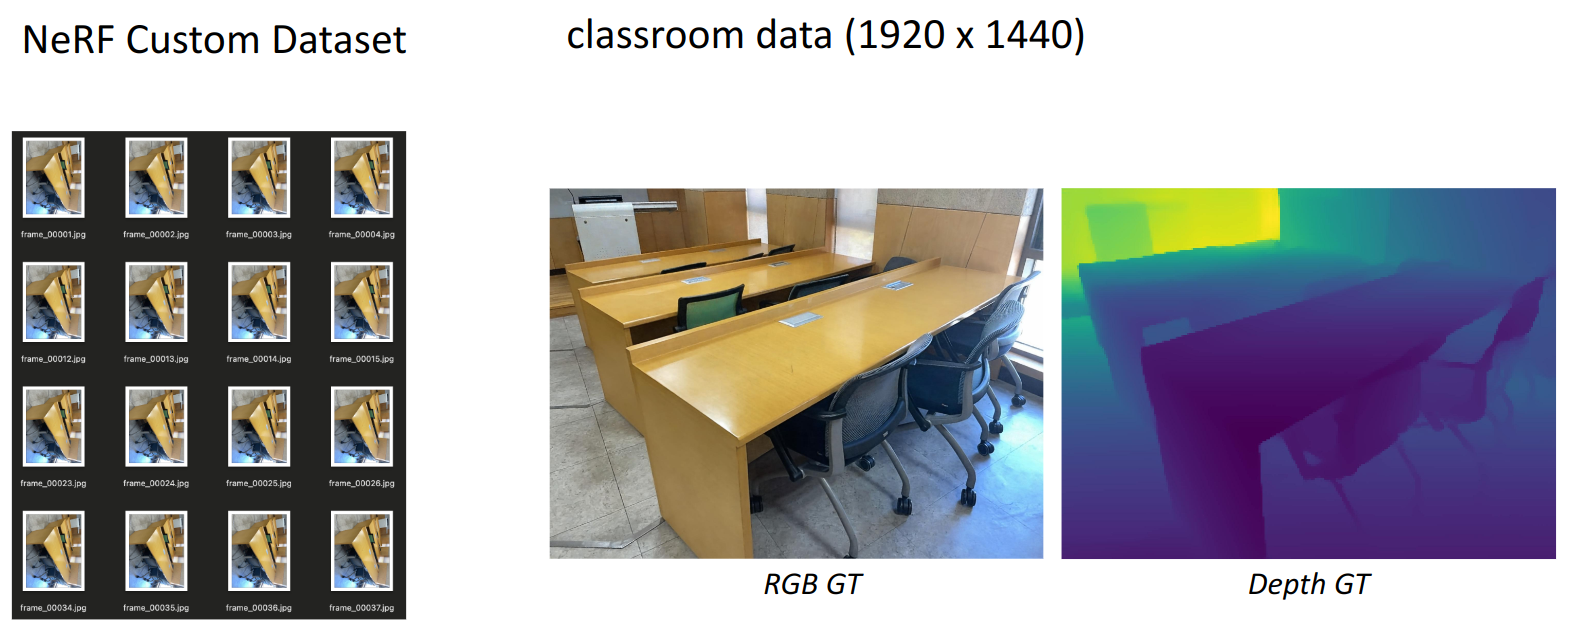 NeRF Custom Dataset
classroom data (1920 x 1440)
frame_00001.jpg
frame_00002.jpg
frame_00003.jpg
frame_00004.jpg
frame_00012.jpg
frame_00013.jpg
frame_00014.jpg
frame_00015.jpg
frame_00023.jpg
frame_00024.jpg
frame_00025.jpg
frame_00026.jpg
frame_00034.jpg
frame_00035.jpg
frame_00036.jpg
frame_00037.jpg
RGB GT
Depth GT